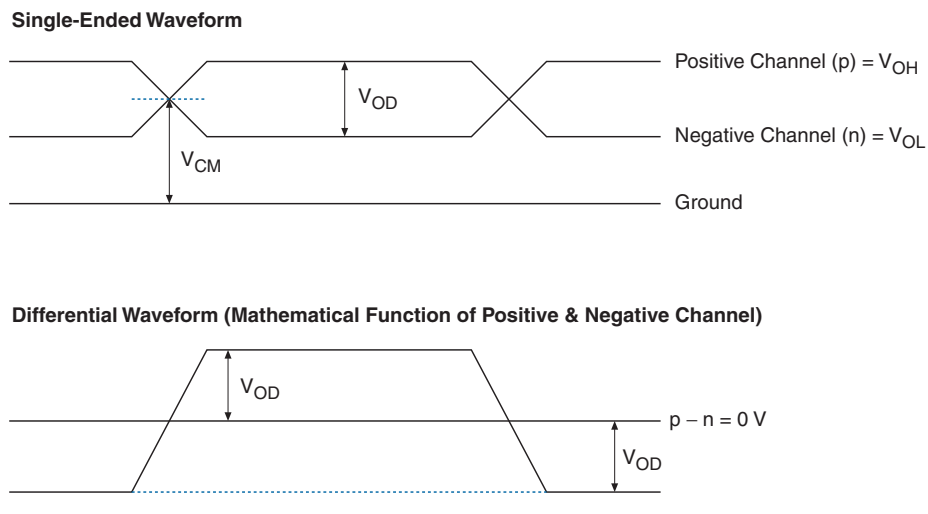 Single-Ended Waveform
Positive Channel (p) = VOH
VOD
Negative Channel (n) = VOL
VCM
Ground
Differential Waveform (Mathematical Function of Positive & Negative Channel)
VOD
p – n = 0 V
VOD